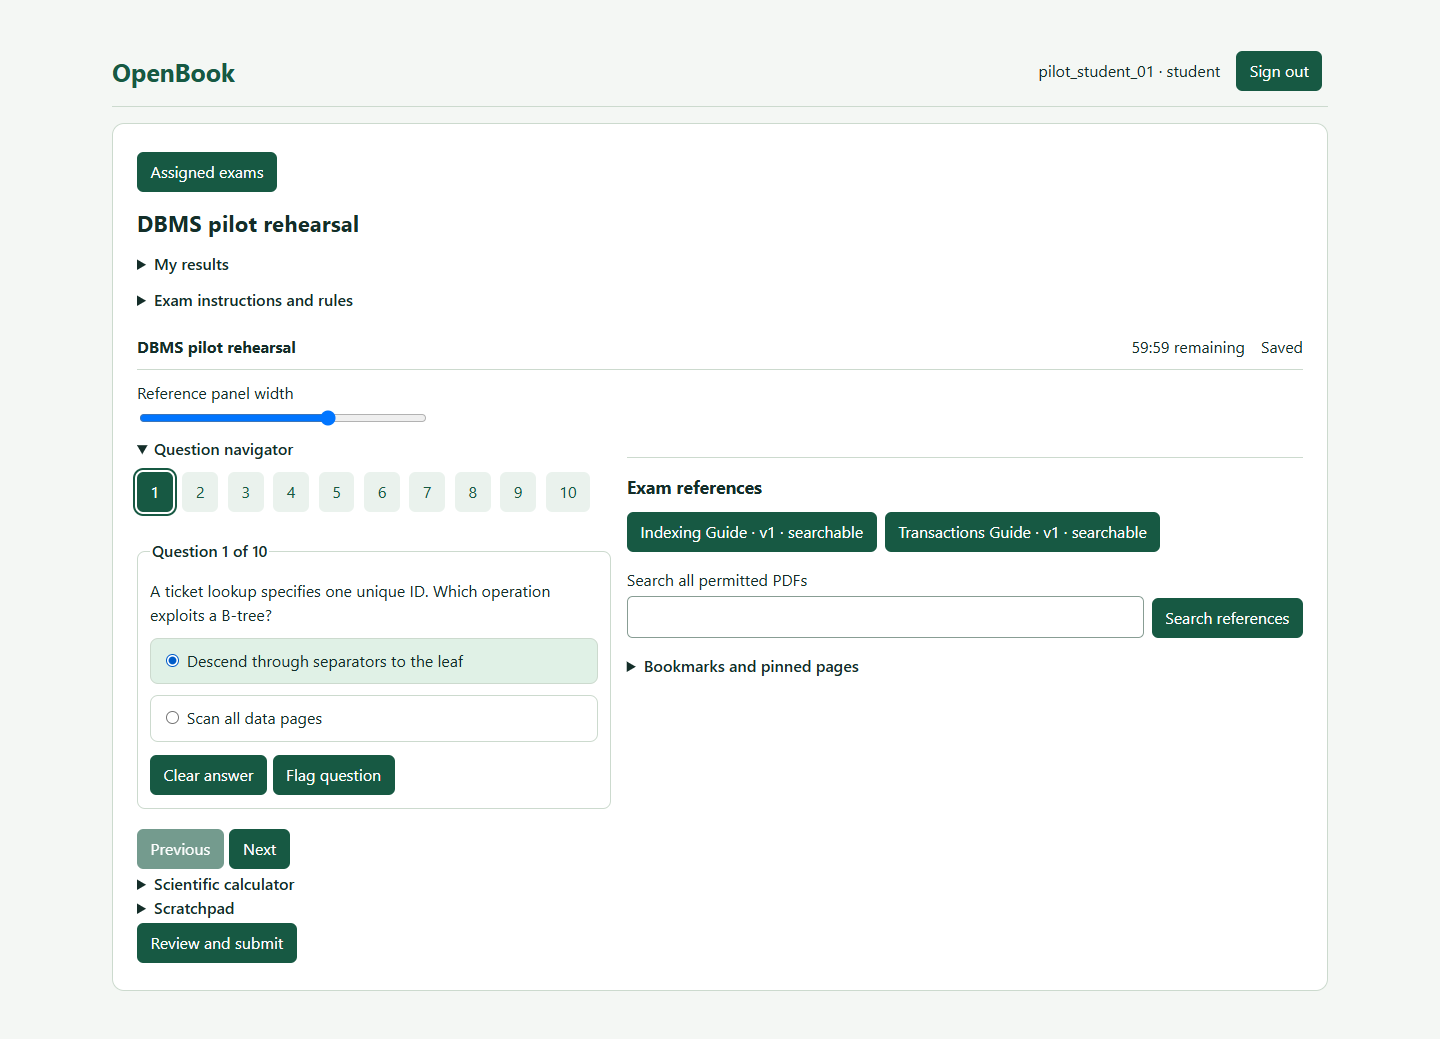 OpenBook
pilot_student_01 · student
Sign out
Assigned exams
DBMS pilot rehearsal
My results
Exam instructions and rules
DBMS pilot rehearsal
59:59 remaining
Saved
Reference panel width
Question navigator
1 2 3 4 5 6 7 8 9 10
Question 1 of 10
A ticket lookup specifies one unique ID. Which operation
exploits a B-tree?
Descend through separators to the leaf
Scan all data pages
Clear answer
Flag question
Previous
Next
Scientific calculator
Scratchpad
Review and submit
Exam references
Indexing Guide · v1 · searchable
Transactions Guide · v1 · searchable
Search all permitted PDFs
Search references
Bookmarks and pinned pages